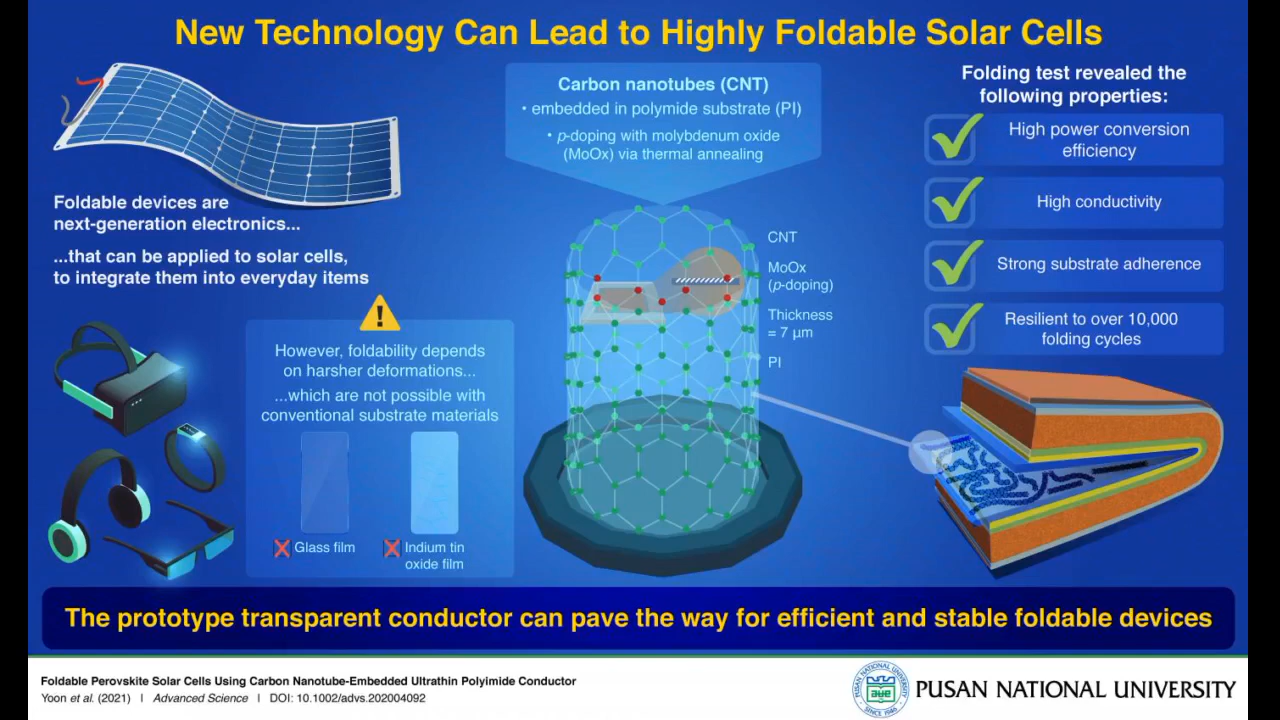 New Technology Can Lead to Highly Foldable Solar Cells
Foldable devices are
next-generation electronics...
...that can be applied to solar cells,
to integrate them into everyday items
However, foldability depends
on harsher deformations...
...which are not possible with
conventional substrate materials
Glass film
Indium tin
oxide film
Carbon nanotubes (CNT)
• embedded in polymide substrate (PI)
• p-doping with molybdenum oxide
(MoOx) via thermal annealing
CNT
MoOx
(p-doping)
Thickness
= 7 µm
PI
Folding test revealed the
following properties:
High power conversion
efficiency
High conductivity
Strong substrate adherence
Resilient to over 10,000
folding cycles
The prototype transparent conductor can pave the way for efficient and stable foldable devices
Foldable Perovskite Solar Cells Using Carbon Nanotube-Embedded Ultrathin Polyimide Conductor
Yoon et al. (2021) | Advanced Science | DOI: 10.1002/advs.202004092
PUSAN NATIONAL UNIVERSITY
SINCE 1946
PUSAN NATIONAL UNIVERSITY